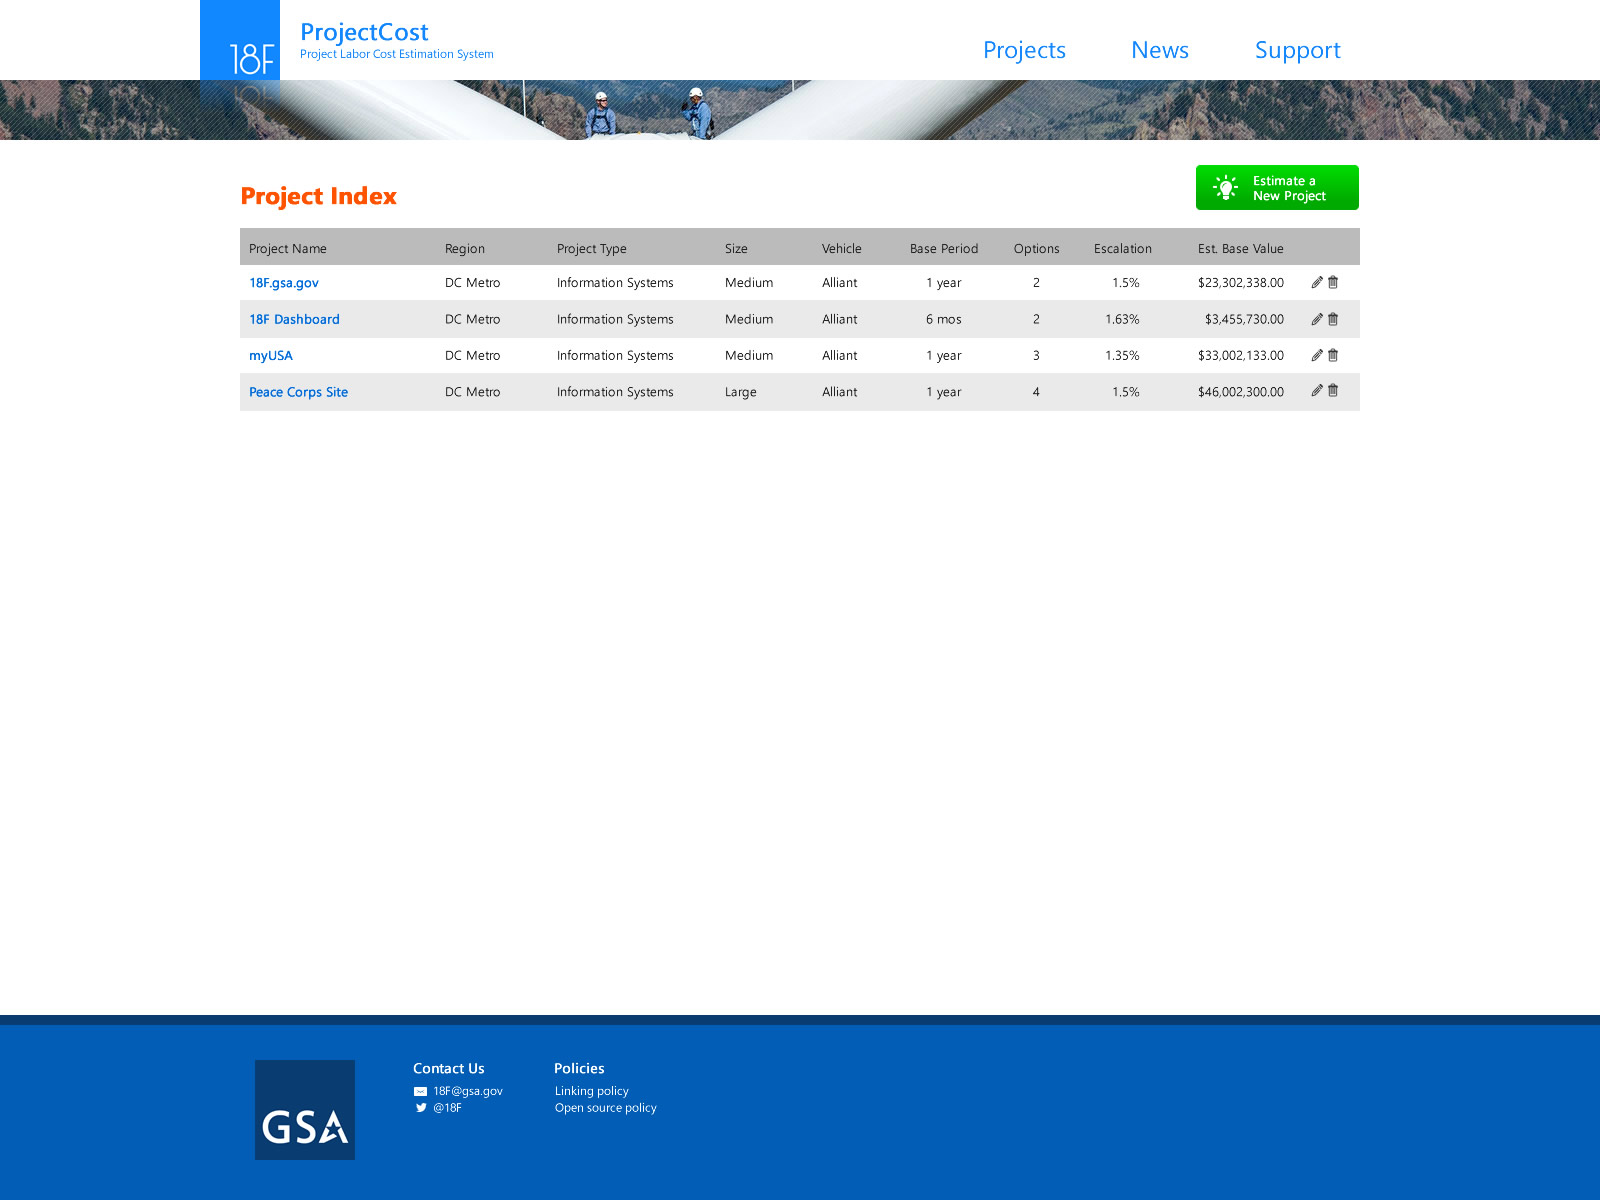 18F
ProjectCost
Project Labor Cost Estimation System
Projects News Support
Project Index
Estimate a
New Project
Project Name Region Project Type Size Vehicle Base Period Options Escalation Est. Base Value
18F.gsa.gov DC Metro Information Systems Medium Alliant 1 year 2 1.5% $23,302,338.00
18F Dashboard DC Metro Information Systems Medium Alliant 6 mos 2 1.63% $3,455,730.00
myUSA DC Metro Information Systems Medium Alliant 1 year 3 1.35% $33,002,133.00
Peace Corps Site DC Metro Information Systems Large Alliant 1 year 4 1.5% $46,002,300.00
GSA
Contact Us
18F@gsa.gov
@18F
Policies
Linking policy
Open source policy